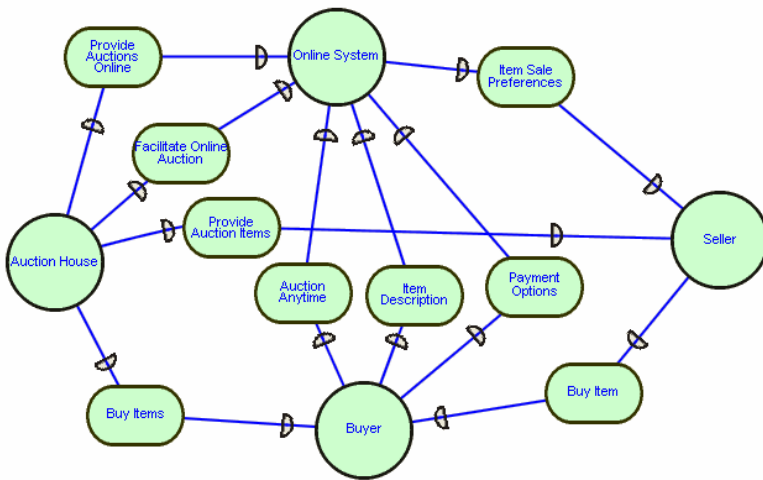 Provide
Auctions
Online
Online System
Item Sale
Preferences
Facilitate Online
Auction
Provide
Auction Items
Seller
Auction House
Auction
Anytime
Item
Description
Payment
Options
Buy Items
Buyer
Buy Item